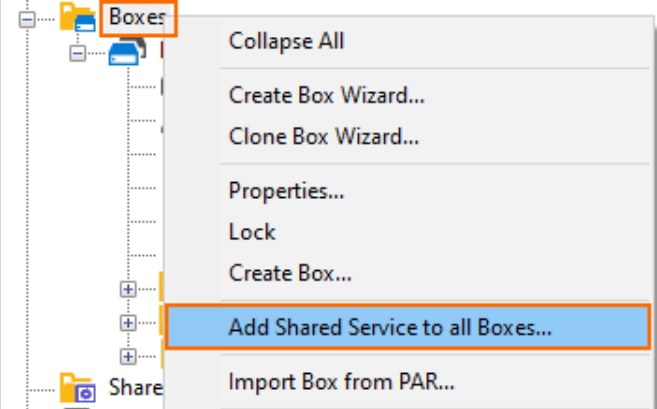 Boxes
Collapse All
Create Box Wizard...
Clone Box Wizard...
Properties...
Lock
Create Box...
Add Shared Service to all Boxes...
Share
Import Box from PAR...